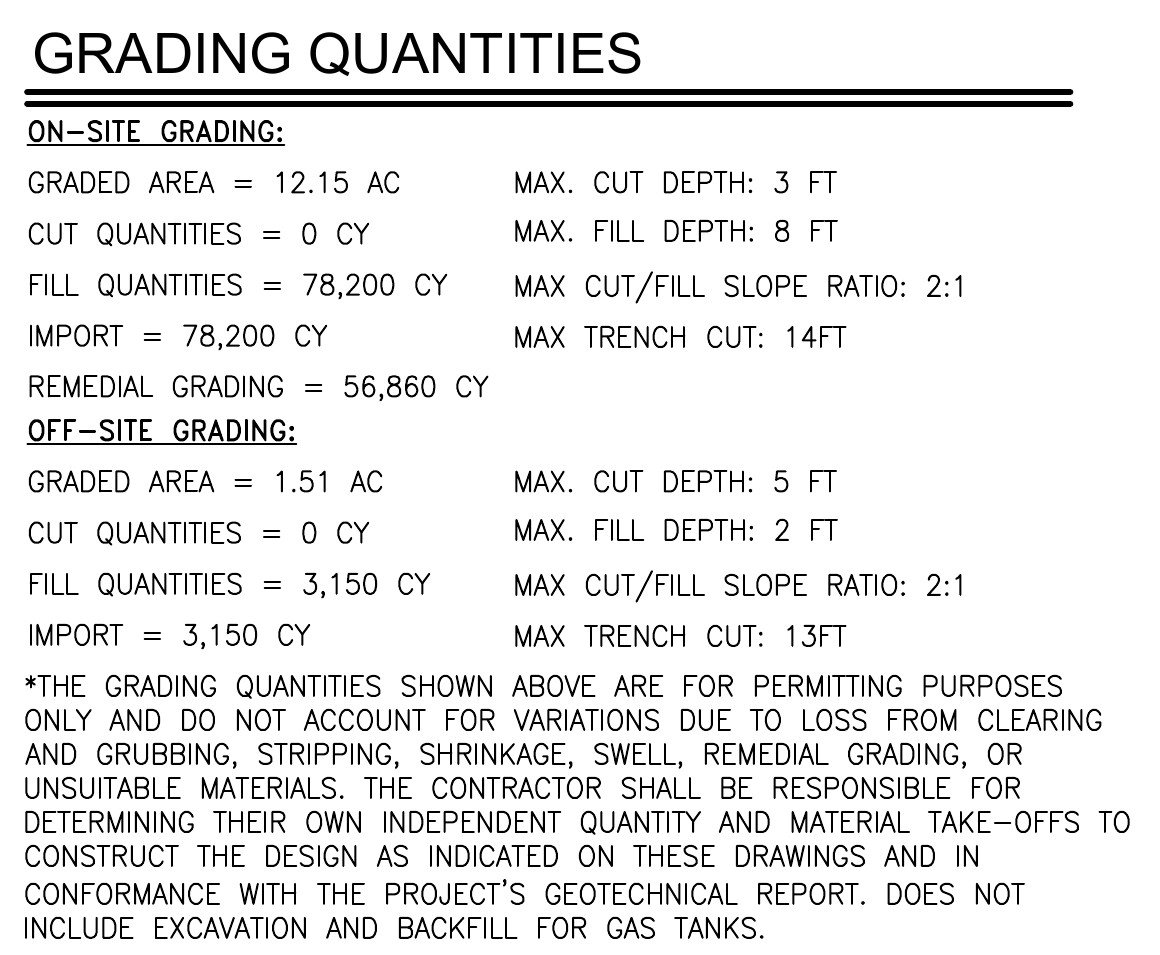 GRADING QUANTITIES
ON-SITE GRADING:
GRADED AREA = 12.15 AC MAX. CUT DEPTH: 3 FT
CUT QUANTITIES = 0 CY MAX. FILL DEPTH: 8 FT
FILL QUANTITIES = 78,200 CY MAX CUT/FILL SLOPE RATIO: 2:1
IMPORT = 78,200 CY MAX TRENCH CUT: 14FT
REMEDIAL GRADING = 56,860 CY
OFF-SITE GRADING:
GRADED AREA = 1.51 AC MAX. CUT DEPTH: 5 FT
CUT QUANTITIES = 0 CY MAX. FILL DEPTH: 2 FT
FILL QUANTITIES = 3,150 CY MAX CUT/FILL SLOPE RATIO: 2:1
IMPORT = 3,150 CY MAX TRENCH CUT: 13FT
*THE GRADING QUANTITIES SHOWN ABOVE ARE FOR PERMITTING PURPOSES
ONLY AND DO NOT ACCOUNT FOR VARIATIONS DUE TO LOSS FROM CLEARING
AND GRUBBING, STRIPPING, SHRINKAGE, SWELL, REMEDIAL GRADING, OR
UNSUITABLE MATERIALS. THE CONTRACTOR SHALL BE RESPONSIBLE FOR
DETERMINING THEIR OWN INDEPENDENT QUANTITY AND MATERIAL TAKE-OFFS TO
CONSTRUCT THE DESIGN AS INDICATED ON THESE DRAWINGS AND IN
CONFORMANCE WITH THE PROJECT'S GEOTECHNICAL REPORT. DOES NOT
INCLUDE EXCAVATION AND BACKFILL FOR GAS TANKS.